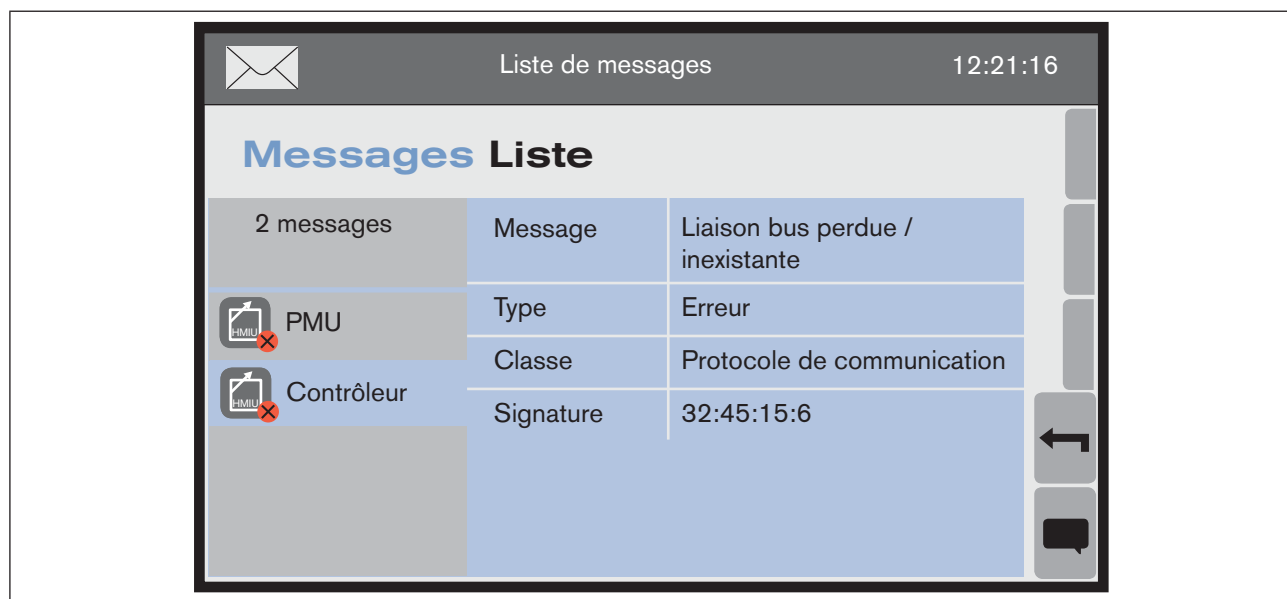 Liste de messages 12:21:16
Messages Liste
2 messages
Message Liaison bus perdue /
inexistante
HMIU PMU
Type Erreur
Classe Protocole de communication
HMIU Contrôleur
Signature 32:45:15:6